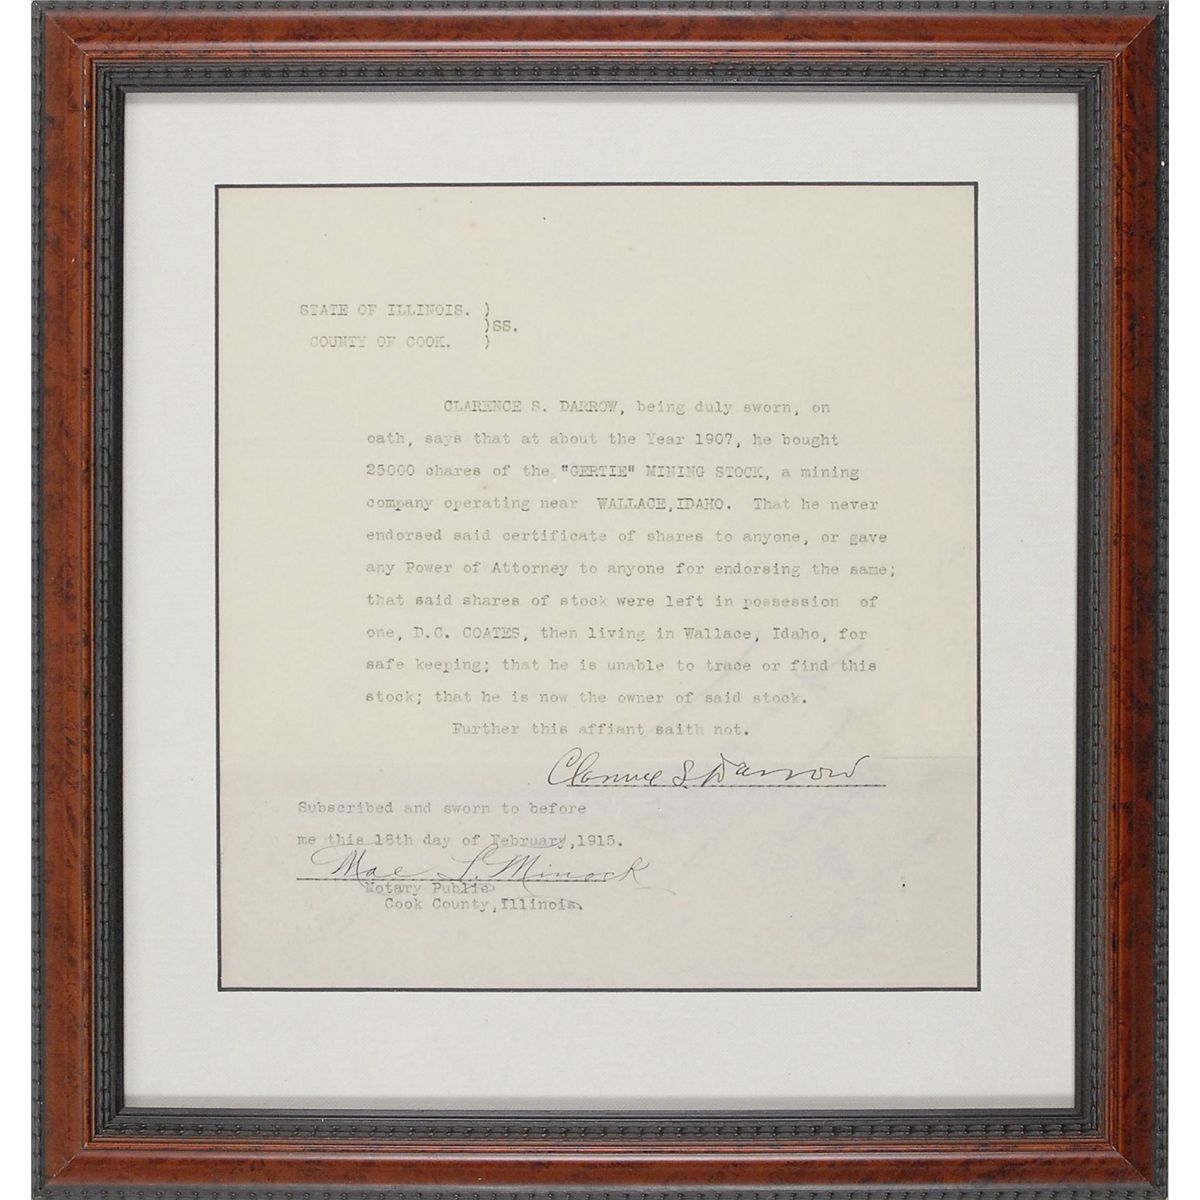 STATE OF ILLINOIS. )
)SS.
COUNTY OF COOK. )
CLARENCE S. DARROW, being duly sworn, on
oath, says that at about the Year 1907, he bought
25000 chares of the "GERTIE" MINING STOCK, a mining
company operating near WALLACE,IDAHO. That he never
endorsed said certificate of shares to anyone, or gave
any Power of Attorney to anyone for endorsing the same;
that said shares of stock were left in possession of
one, D.C. COATES, then living in Wallace, Idaho, for
safe keeping; that he is unable to trace or find this
stock; that he is now the owner of said stock.
Further this affiant saith not.
Clarence S. Darrow
Subscribed and sworn to before
me this 18th day of February,1915.
Mae L. Minock
Notary Public
Cook County,Illinois.